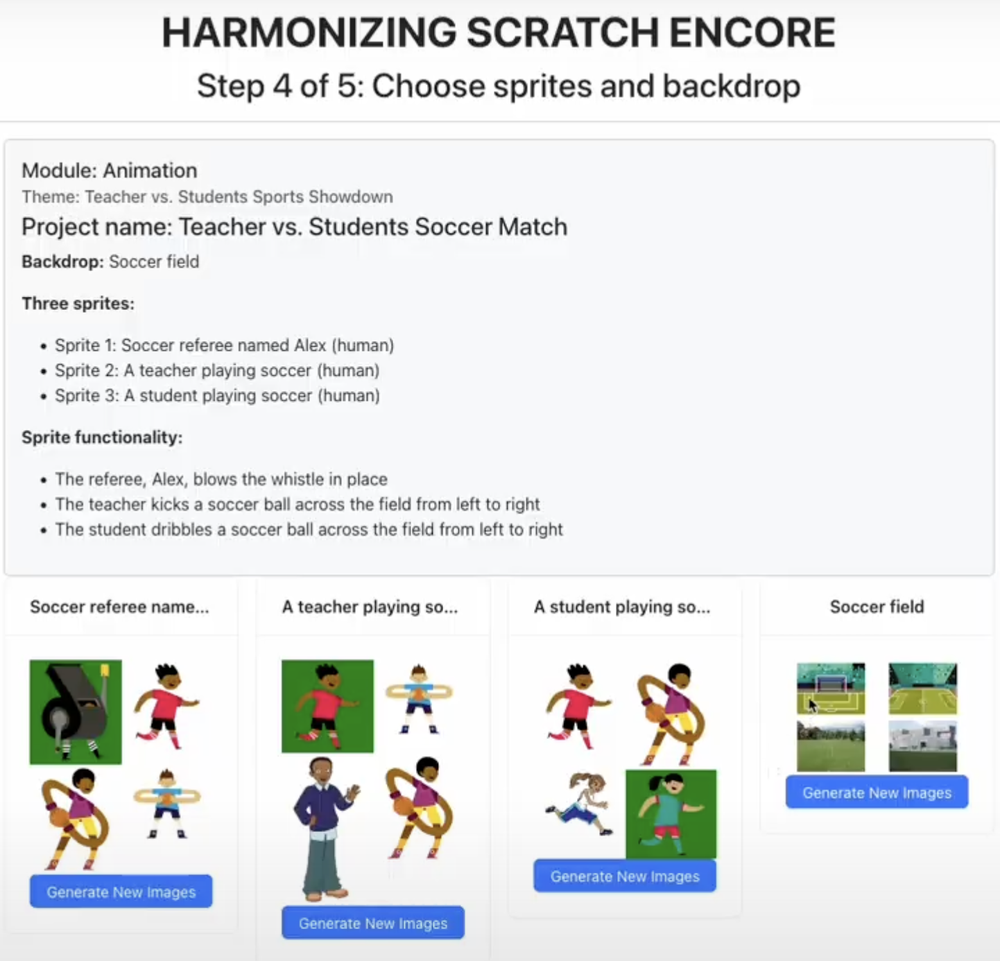 HARMONIZING SCRATCH ENCORE
Step 4 of 5: Choose sprites and backdrop
Module: Animation
Theme: Teacher vs. Students Sports Showdown
Project name: Teacher vs. Students Soccer Match
Backdrop: Soccer field
Three sprites:
• Sprite 1: Soccer referee named Alex (human)
• Sprite 2: A teacher playing soccer (human)
• Sprite 3: A student playing soccer (human)
Sprite functionality:
• The referee, Alex, blows the whistle in place
• The teacher kicks a soccer ball across the field from left to right
• The student dribbles a soccer ball across the field from left to right
Soccer referee name...
Generate New Images
A teacher playing so...
Generate New Images
A student playing so...
Generate New Images
Soccer field
Generate New Images